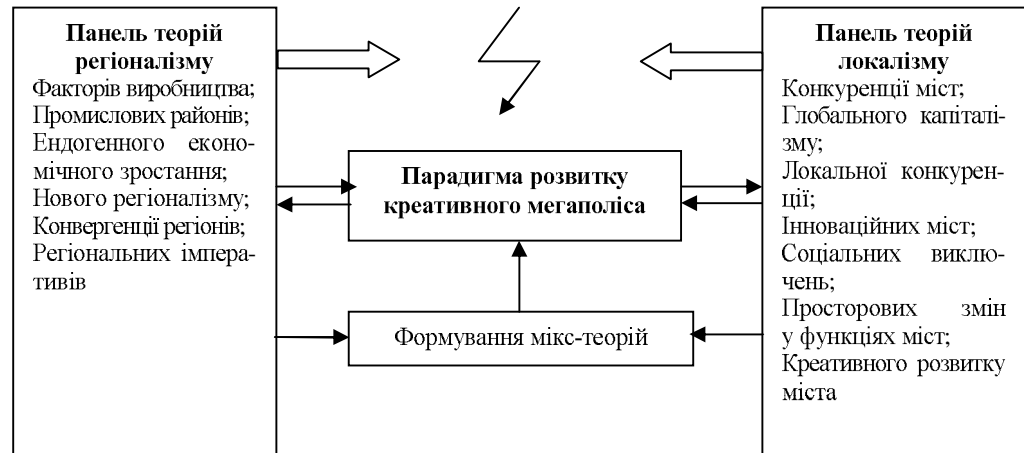 Панель теорій
регіоналізму
Факторів виробництва;
Промислових районів;
Ендогенного еконо-
мічного зростання;
Нового регіоналізму;
Конвергенції регіонів;
Регіональних імпера-
тивів
Парадигма розвитку
креативного мегаполіса
Формування мікс-теорій
Панель теорій
локалізму
Конкуренції міст;
Глобального капіталі-
зму;
Локальної конкурен-
ції;
Інноваційних міст;
Соціальних виклю-
чень;
Просторових змін
у функціях міст;
Креативного розвитку
міста